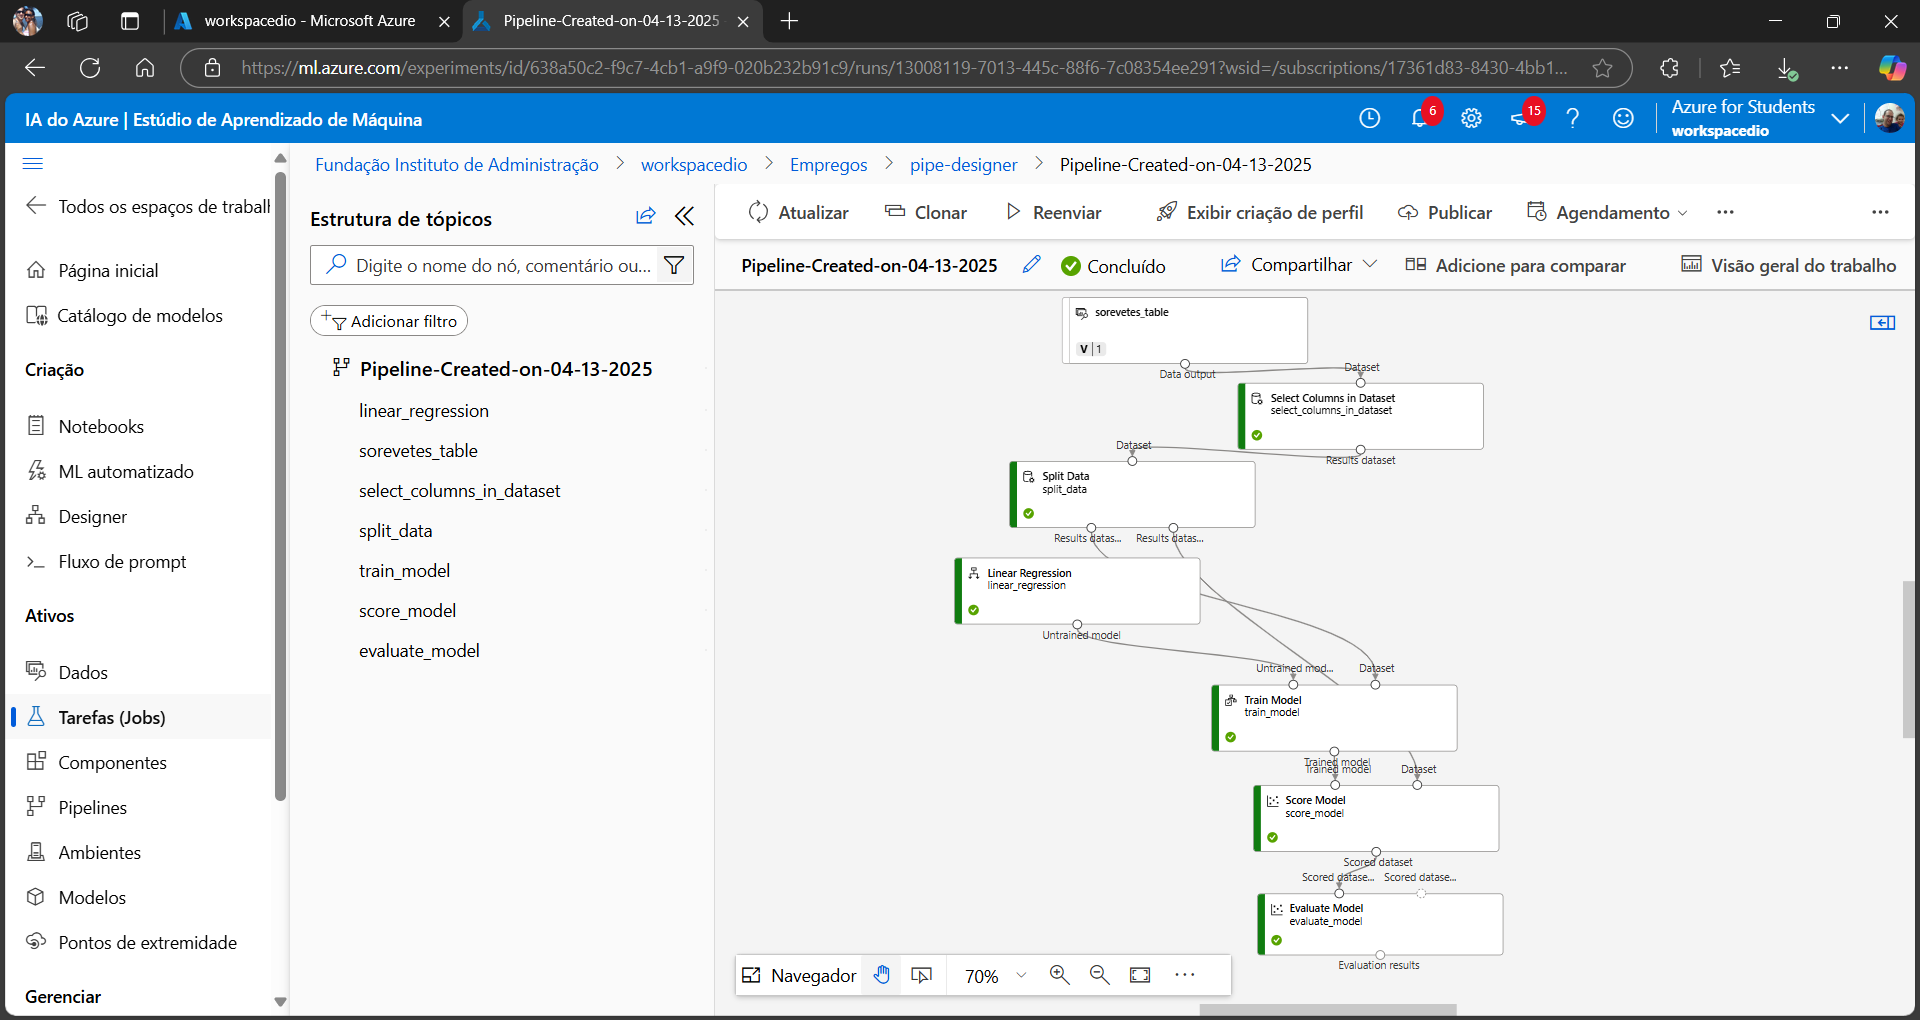 workspacedio - Microsoft Azure
Pipeline-Created-on-04-13-2025
https://ml.azure.com/experiments/id/638a50c2-f9c7-4cb1-a9f9-020b232b91c9/runs/13008119-7013-445c-88f6-7c08354ee291?wsid=/subscriptions/17361d83-8430-4bb1...
IA do Azure | Estúdio de Aprendizado de Máquina
6
15
Azure for Students
workspacedio
Todos os espaços de trabalh
Página inicial
Catálogo de modelos
Criação
Notebooks
ML automatizado
Designer
Fluxo de prompt
Ativos
Dados
Tarefas (Jobs)
Componentes
Pipelines
Ambientes
Modelos
Pontos de extremidade
Gerenciar
Fundação Instituto de Administração > workspacedio > Empregos > pipe-designer > Pipeline-Created-on-04-13-2025
Estrutura de tópicos
Digite o nome do nó, comentário ou...
Adicionar filtro
Pipeline-Created-on-04-13-2025
linear_regression
sorevetes_table
select_columns_in_dataset
split_data
train_model
score_model
evaluate_model
Atualizar
Clonar
Reenviar
Exibir criação de perfil
Publicar
Agendamento
Pipeline-Created-on-04-13-2025
Concluído
Compartilhar
Adicione para comparar
Visão geral do trabalho
sorevetes_table
V | 1
Data output
Dataset
Select Columns in Dataset
select_columns_in_dataset
Results dataset
Dataset
Split Data
split_data
Results datas...
Results datas...
Linear Regression
linear_regression
Untrained model
Untrained mod...
Dataset
Train Model
train_model
Trained model
Trained model
Dataset
Score Model
score_model
Scored dataset
Scored datase...
Scored datase...
Evaluate Model
evaluate_model
Evaluation results
Navegador
70%